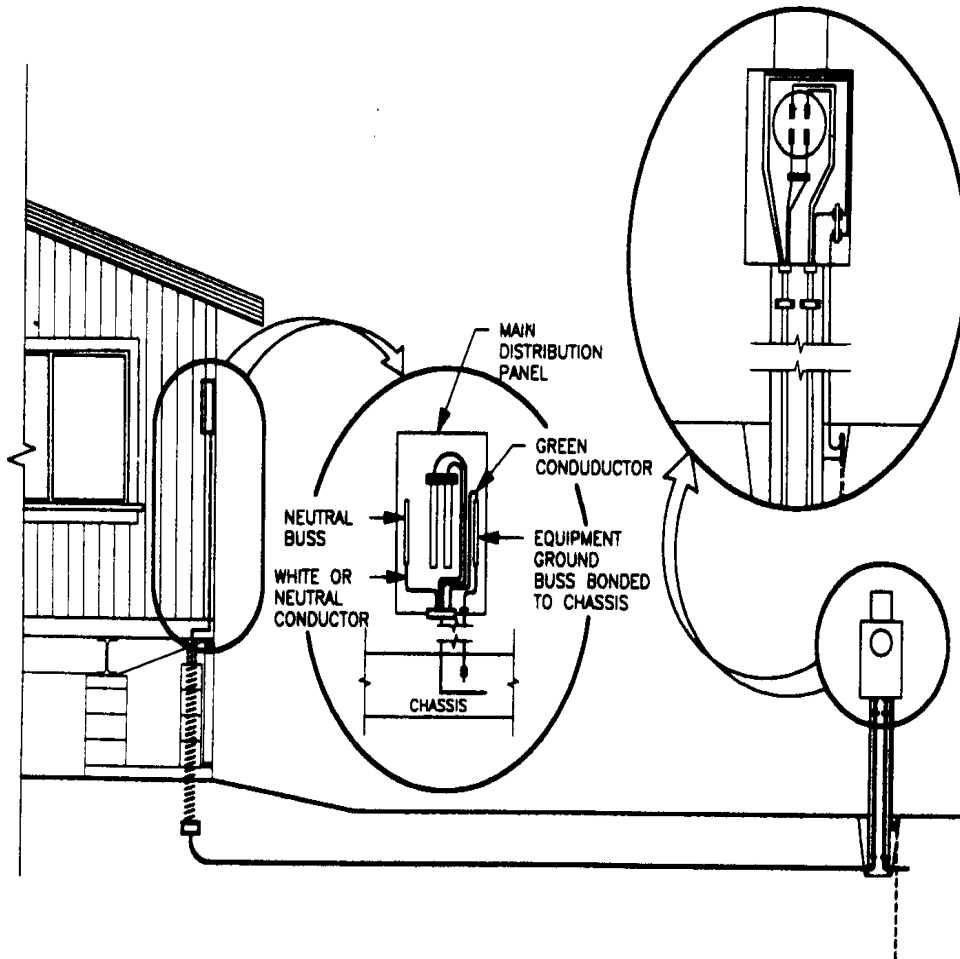 MAIN
DISTRIBUTION
PANEL
GREEN
CONDUDUCTOR
NEUTRAL
BUSS
EQUIPMENT
GROUND
BUSS BONDED
TO CHASSIS
WHITE OR
NEUTRAL
CONDUCTOR
CHASSIS